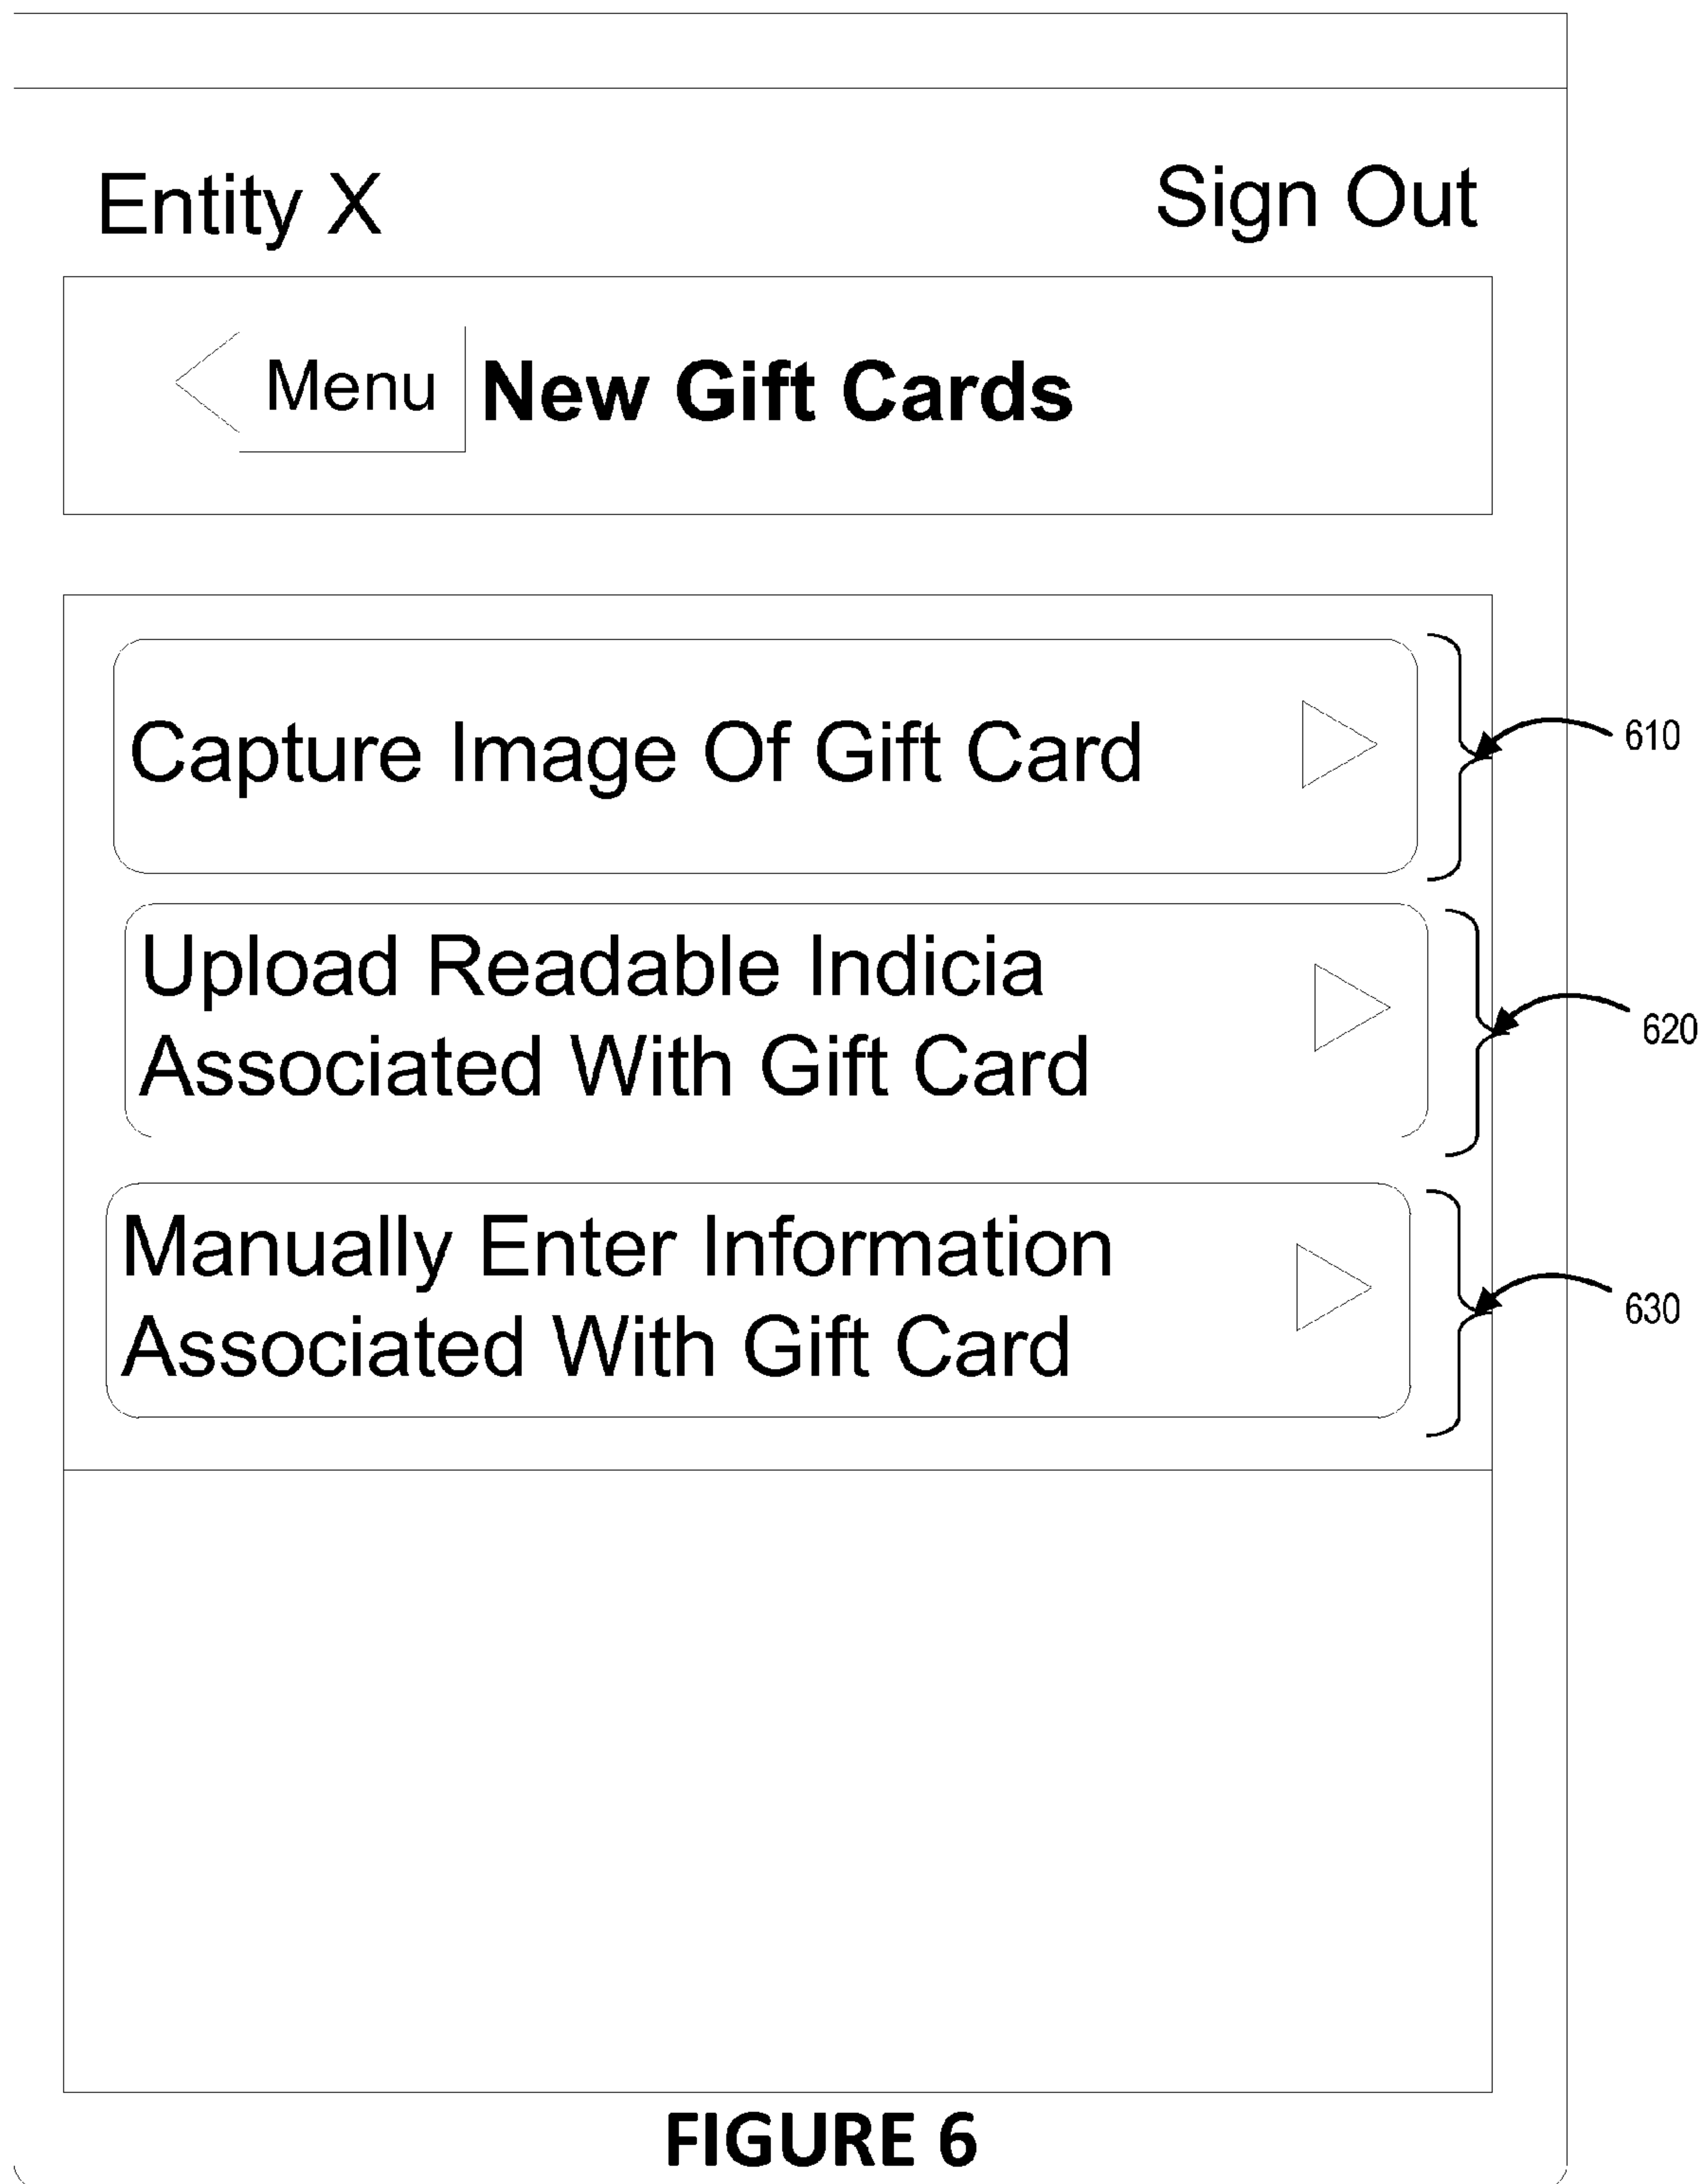 Entity X
Sign Out
Menu
New Gift Cards
Capture Image Of Gift Card
610
Upload Readable Indicia
Associated With Gift Card
620
Manually Enter Information
Associated With Gift Card
630
FIGURE 6